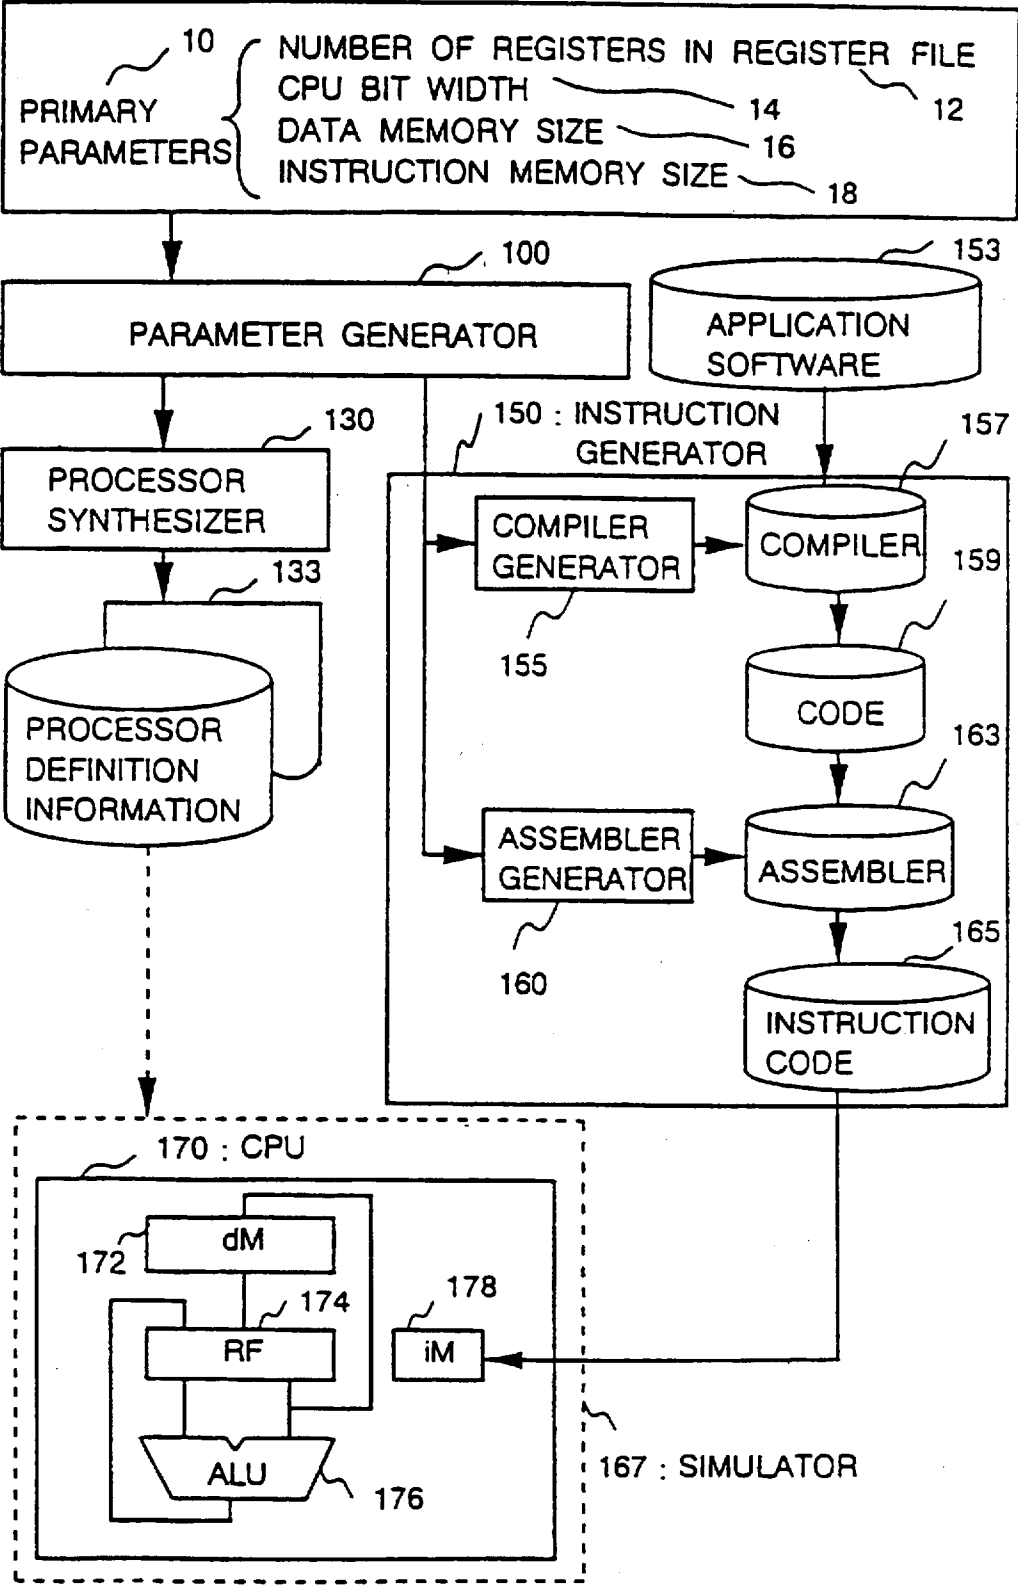 10
NUMBER OF REGISTERS IN REGISTER FILE
CPU BIT WIDTH
14
12
PRIMARY
PARAMETERS
DATA MEMORY SIZE
16
INSTRUCTION MEMORY SIZE
18
100
PARAMETER GENERATOR
153
APPLICATION
SOFTWARE
130
PROCESSOR
SYNTHESIZER
150 : INSTRUCTION
GENERATOR
157
COMPILER
GENERATOR
155
COMPILER
159
133
PROCESSOR
DEFINITION
INFORMATION
CODE
163
ASSEMBLER
GENERATOR
160
ASSEMBLER
165
INSTRUCTION
CODE
170 : CPU
dM
172
174
RF
178
iM
ALU
176
167 : SIMULATOR